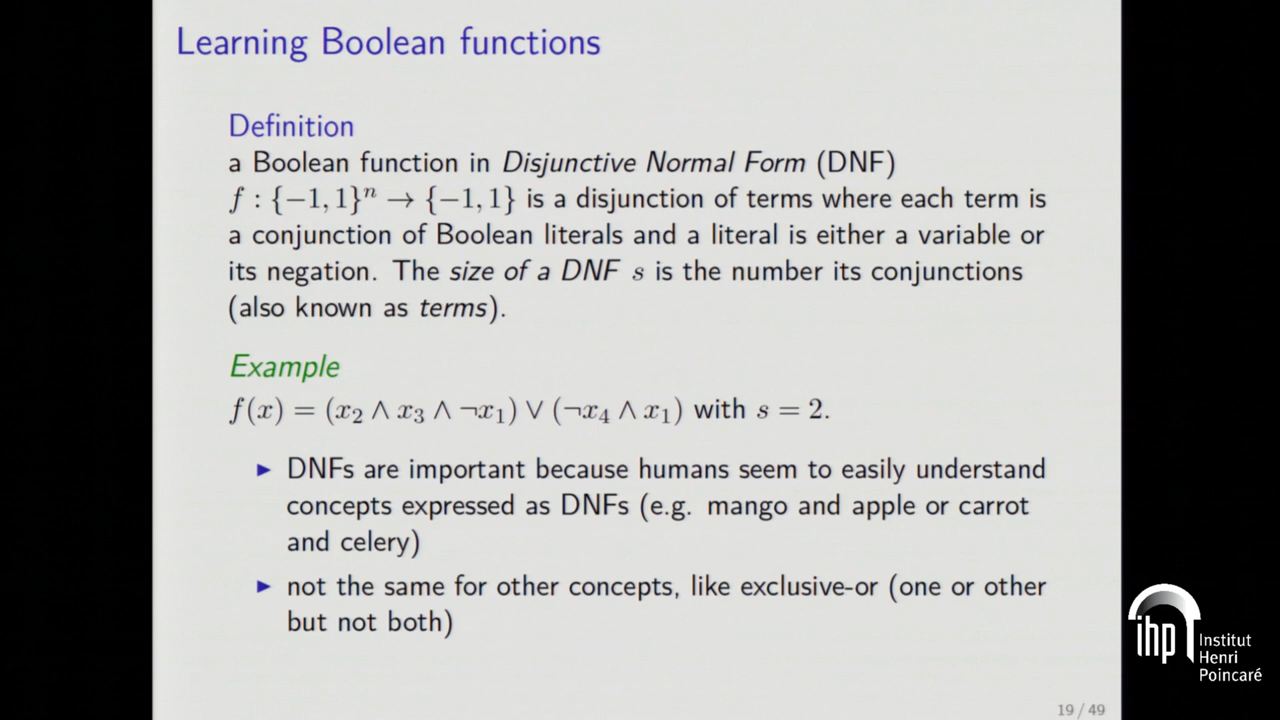 Learning Boolean functions
Definition
a Boolean function in Disjunctive Normal Form (DNF)
f : {−1, 1}ⁿ → {−1, 1} is a disjunction of terms where each term is
a conjunction of Boolean literals and a literal is either a variable or
its negation. The size of a DNF s is the number its conjunctions
(also known as terms).
Example
f(x) = (x₂ ∧ x₃ ∧ ¬x₁) ∨ (¬x₄ ∧ x₁) with s = 2.
▶ DNFs are important because humans seem to easily understand
concepts expressed as DNFs (e.g. mango and apple or carrot
and celery)
▶ not the same for other concepts, like exclusive-or (one or other
but not both)
19 / 49
ihp
Institut
Henri
Poincaré